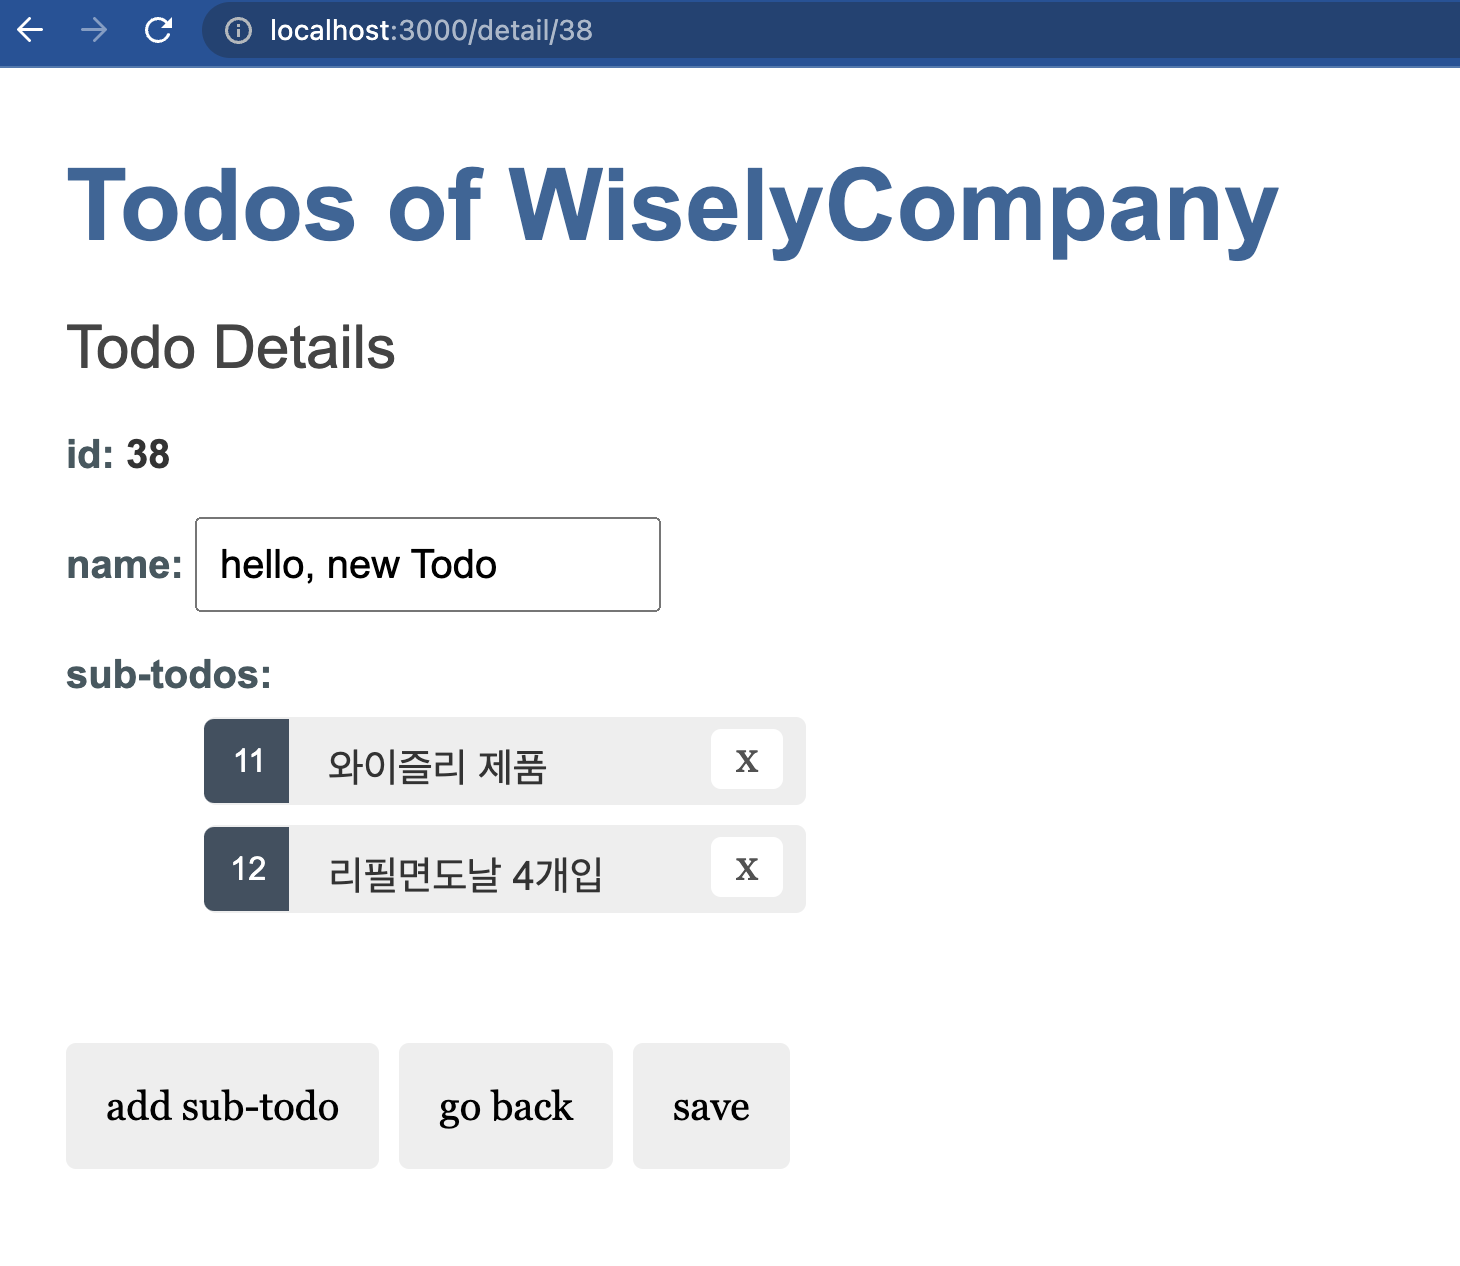 localhost:3000/detail/38
Todos of WiselyCompany
Todo Details
id: 38
name: hello, new Todo
sub-todos:
11 와이즐리 제품 x
12 리필면도날 4개입 x
add sub-todo go back save